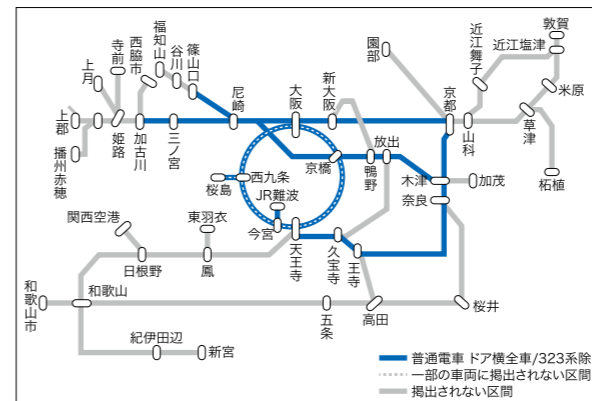 敦賀
近江塩津
近江舞子
園部
福知山
谷川
篠山口
西脇市
寺前
上月
新大阪
大阪
尼崎
京都
山科
米原
草津
上郡
姫路
加古川
三ノ宮
播州赤穂
京橋
鴫野
放出
木津
加茂
柘植
奈良
桜島
西九条
JR難波
今宮
天王寺
久宝寺
王寺
関西空港
東羽衣
日根野
鳳
和歌山市
和歌山
五条
高田
桜井
紀伊田辺
新宮
普通電車 ドア横全車/323系除
一部の車両に掲出されない区間
掲出されない区間